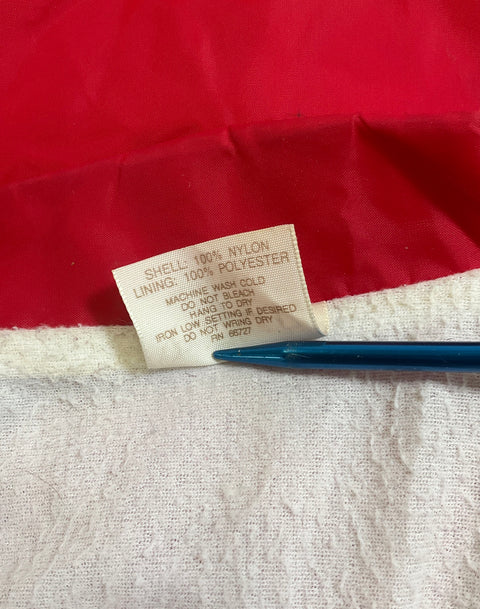 SHELL: 100% NYLON
LINING: 100% POLYESTER
MACHINE WASH COLD
DO NOT BLEACH
HANG TO DRY
IRON LOW SETTING IF DESIRED
DO NOT WRING DRY
RN 66727